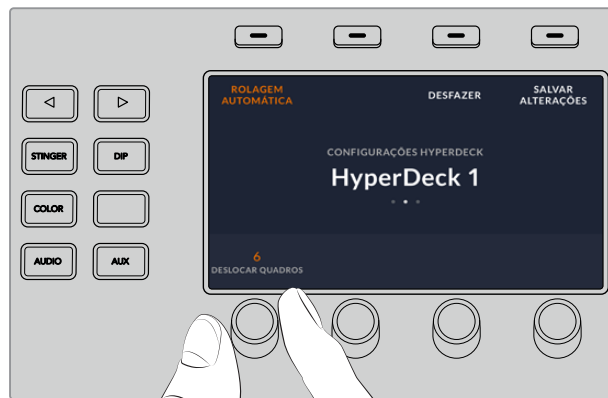 ROLAGEM
AUTOMÁTICA
DESFAZER
SALVAR
ALTERAÇÕES
CONFIGURAÇÕES HYPERDECK
HyperDeck 1
6
DESLOCAR QUADROS
STINGER
DIP
COLOR
AUDIO
AUX